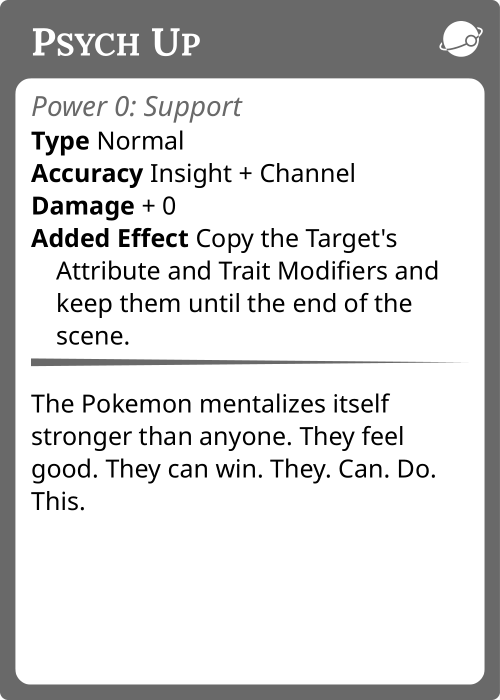 Psych Up
Power 0: Support
Type Normal
Accuracy Insight + Channel
Damage + 0
Added Effect Copy the Target's
Attribute and Trait Modifiers and
keep them until the end of the
scene.
The Pokemon mentalizes itself
stronger than anyone. They feel
good. They can win. They. Can. Do.
This.